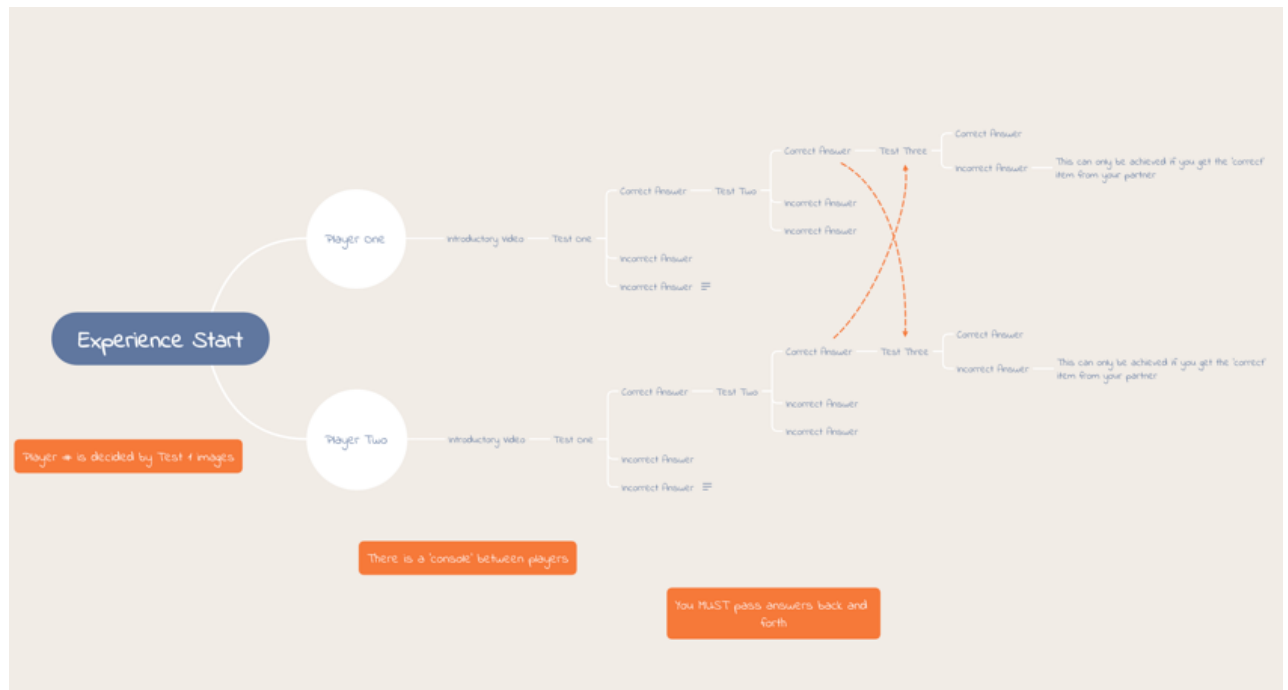 Correct Answer
Correct Answer
Test Three
Incorrect Answer
This can only be achieved if you get the 'correct'
item from your partner
Correct Answer
Test Two
Incorrect Answer
Incorrect Answer
Player One
Introductory Video
Test One
Incorrect Answer
Incorrect Answer
Experience Start
Correct Answer
Correct Answer
Test Three
Incorrect Answer
This can only be achieved if you get the 'correct'
item from your partner
Correct Answer
Test Two
Incorrect Answer
Incorrect Answer
Player Two
Introductory Video
Test One
Incorrect Answer
Incorrect Answer
Player # is decided by Test 1 images
There is a 'console' between players
You MUST pass answers back and
forth